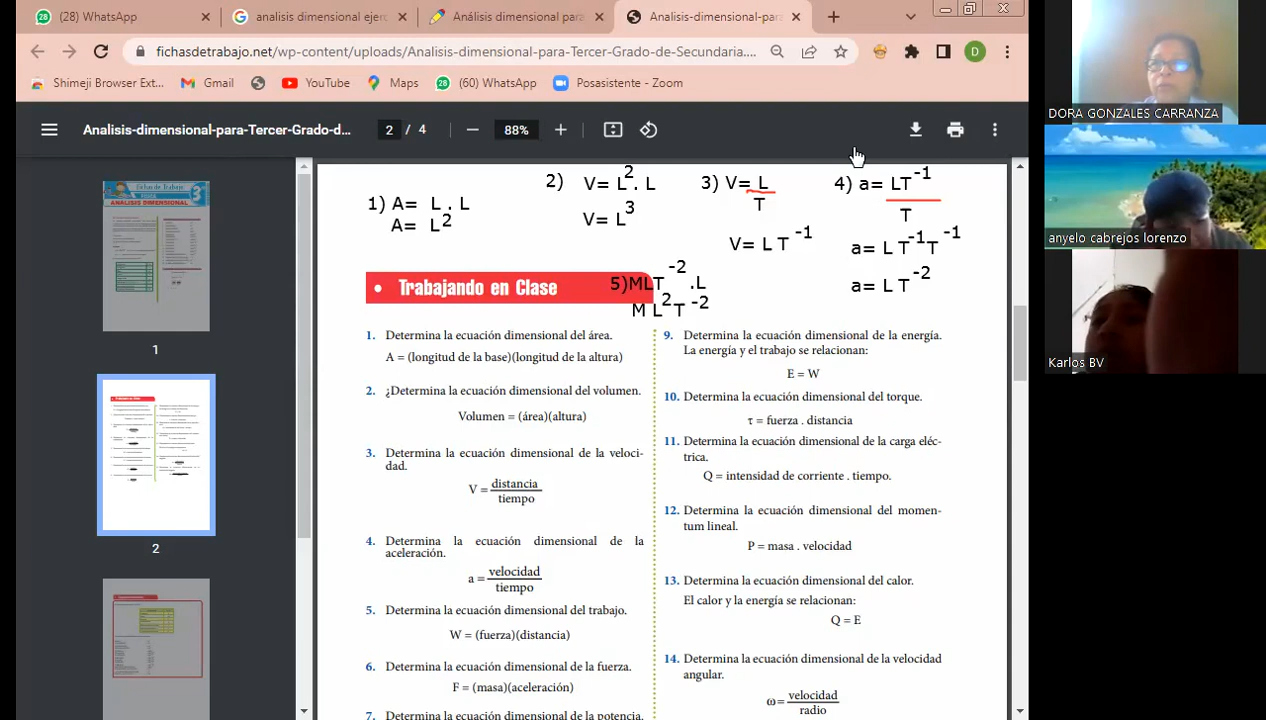 (28) WhatsApp
analisis dimensional ejer
Análisis dimensional para
Analisis-dimensional-para
fichasdetrabajo.net/wp-content/uploads/Analisis-dimensional-para-Tercer-Grado-de-Secundaria....
D
Shimeji Browser Ext...
Gmail
YouTube
Maps
(60) WhatsApp
Posasistente - Zoom
Analisis-dimensional-para-Tercer-Grado-d...
2 / 4
88%
1
2
1) A= L . L
A= L²
2) V= L² . L
V= L³
3) V= L
T
V= L T⁻¹
4) a= LT⁻¹
T
a= L T⁻¹T⁻¹
a= L T⁻²
5)MLT⁻² .L
M L²T⁻²
• Trabajando en Clase
1. Determina la ecuación dimensional del área.
A = (longitud de la base)(longitud de la altura)
2. ¿Determina la ecuación dimensional del volumen.
Volumen = (área)(altura)
3. Determina la ecuación dimensional de la veloci-
dad.
V = distancia
tiempo
4. Determina la ecuación dimensional de la
aceleración.
a = velocidad
tiempo
5. Determina la ecuación dimensional del trabajo.
W = (fuerza)(distancia)
6. Determina la ecuación dimensional de la fuerza.
F = (masa)(aceleración)
7. Determina la ecuación dimensional de la potencia.
9. Determina la ecuación dimensional de la energía.
La energía y el trabajo se relacionan:
E = W
10. Determina la ecuación dimensional del torque.
τ = fuerza . distancia
11. Determina la ecuación dimensional de la carga eléc-
trica.
Q = intensidad de corriente . tiempo.
12. Determina la ecuación dimensional del momen-
tum lineal.
P = masa . velocidad
13. Determina la ecuación dimensional del calor.
El calor y la energía se relacionan:
Q = E
14. Determina la ecuación dimensional de la velocidad
angular.
ω = velocidad
radio
DORA GONZALES CARRANZA
anyelo cabrejos lorenzo
Karlos BV